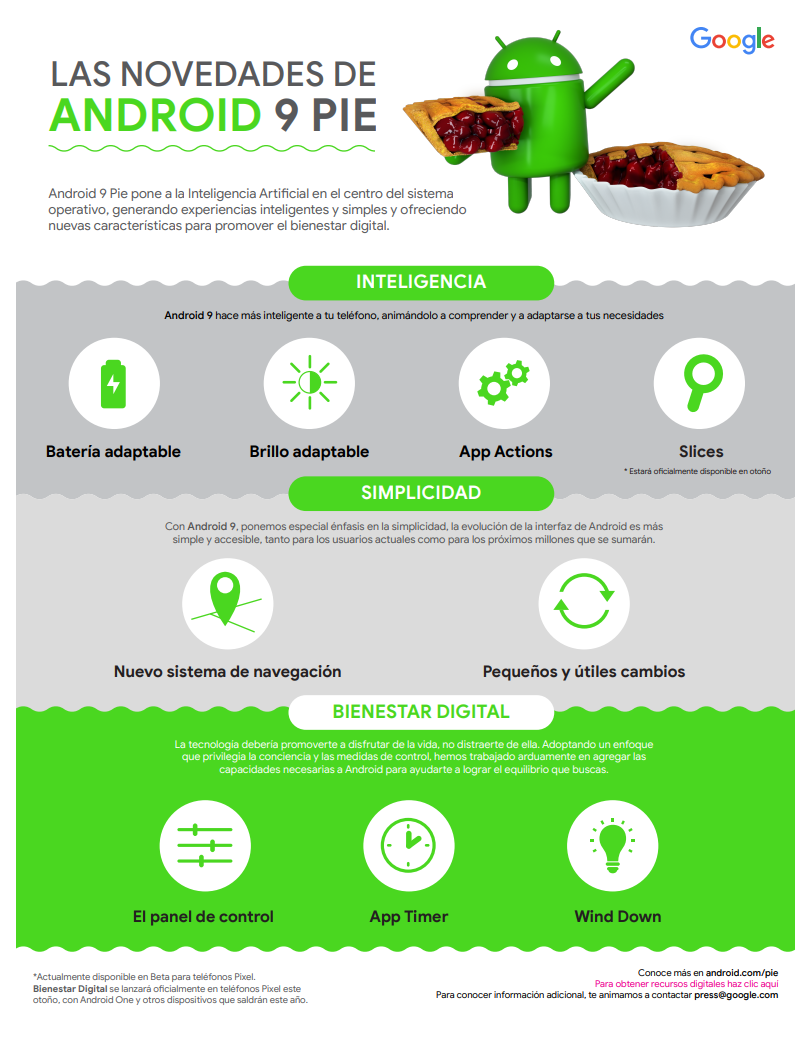 Google
LAS NOVEDADES DE
ANDROID 9 PIE
Android 9 Pie pone a la Inteligencia Artificial en el centro del sistema
operativo, generando experiencias inteligentes y simples y ofreciendo
nuevas características para promover el bienestar digital.
INTELIGENCIA
Android 9 hace más inteligente a tu teléfono, animándolo a comprender y a adaptarse a tus necesidades
Batería adaptable
Brillo adaptable
App Actions
Slices
* Estará oficialmente disponible en otoño
SIMPLICIDAD
Con Android 9, ponemos especial énfasis en la simplicidad, la evolución de la interfaz de Android es más
simple y accesible, tanto para los usuarios actuales como para los próximos millones que se sumarán.
Nuevo sistema de navegación
Pequeños y útiles cambios
BIENESTAR DIGITAL
La tecnología debería promoverte a disfrutar de la vida, no distraerte de ella. Adoptando un enfoque
que privilegia la conciencia y las medidas de control, hemos trabajado arduamente en agregar las
capacidades necesarias a Android para ayudarte a lograr el equilibrio que buscas.
El panel de control
App Timer
Wind Down
*Actualmente disponible en Beta para teléfonos Pixel.
Bienestar Digital se lanzará oficialmente en teléfonos Pixel este
otoño, con Android One y otros dispositivos que saldrán este año.
Conoce más en android.com/pie
Para obtener recursos digitales haz clic aquí
Para conocer información adicional, te animamos a contactar press@google.com